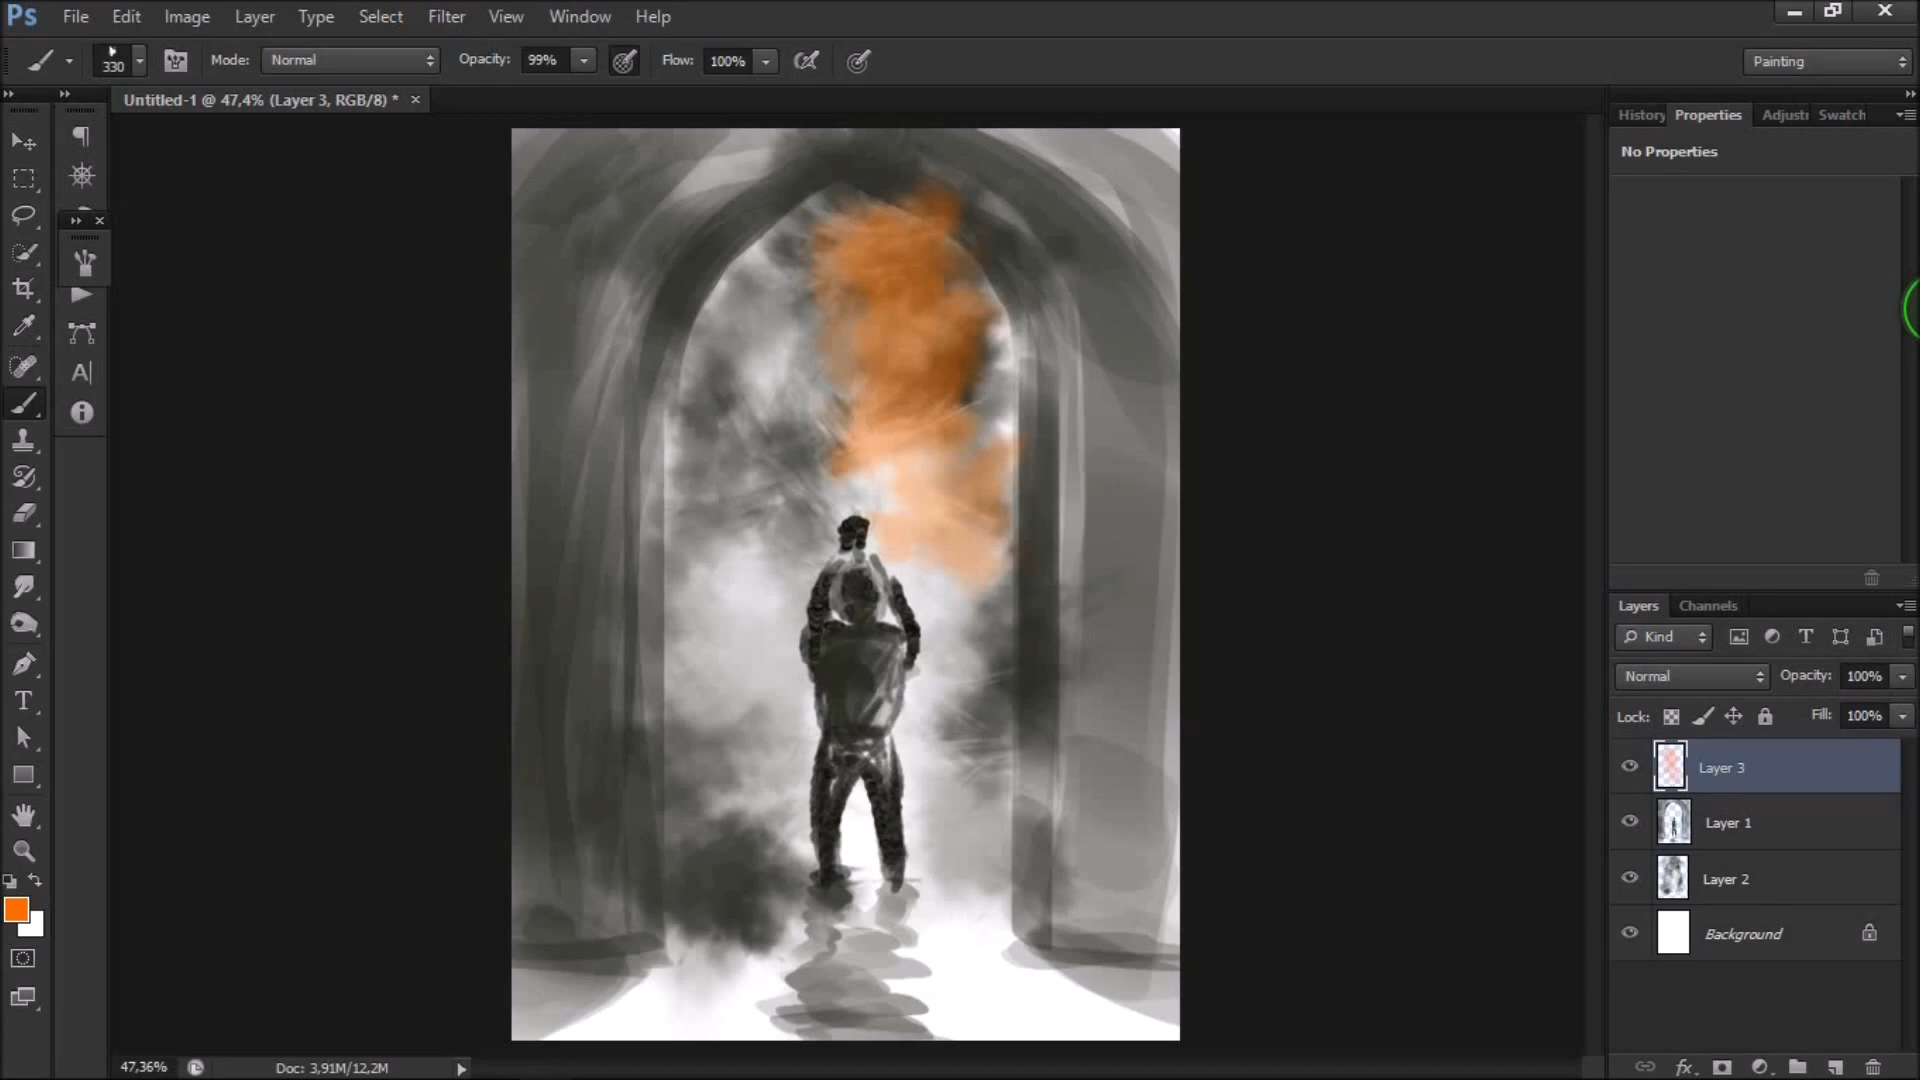 Ps File Edit Image Layer Type Select Filter View Window Help
330 Mode: Normal Opacity: 99% Flow: 100% Painting
Untitled-1 @ 47,4% (Layer 3, RGB/8) * ×
History Properties Adjust Swatch
No Properties
Layers Channels
Kind
Normal Opacity: 100%
Lock: Fill: 100%
Layer 3
Layer 1
Layer 2
Background
47,36% Doc: 3,91M/12,2M